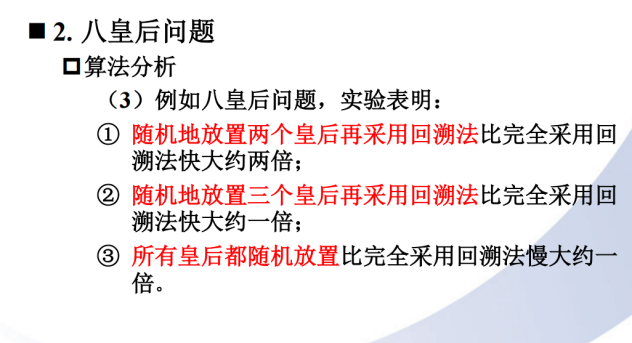 ■ 2. 八皇后问题
算法分析
（3）例如八皇后问题，实验表明：
① 随机地放置两个皇后再采用回溯法比完全采用回
溯法快大约两倍；
② 随机地放置三个皇后再采用回溯法比完全采用回
溯法快大约一倍；
③ 所有皇后都随机放置比完全采用回溯法慢大约一
倍。